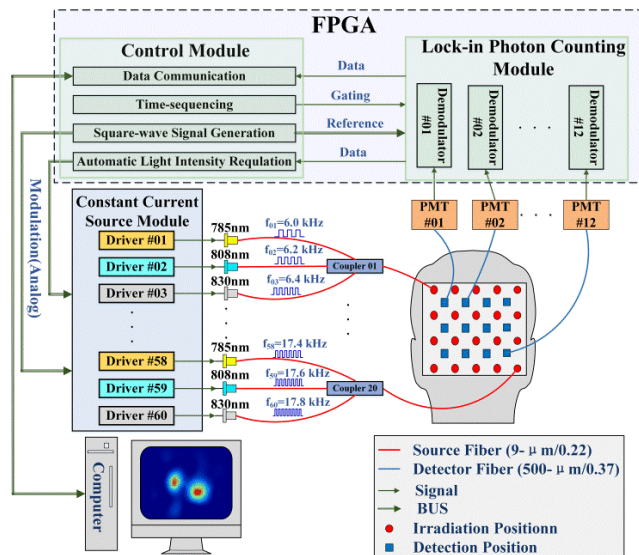 FPGA
Control Module
Data Communication
Time-sequencing
Square-wave Signal Generation
Automatic Light Intensity Requlation
Data
Gating
Reference
Data
Lock-in Photon Counting
Module
Demodulator
#01
Demodulator
#02
. . .
Demodulator
#12
PMT
#01
PMT
#02
. . .
PMT
#12
Modulation(Analog)
Constant Current
Source Module
Driver #01
Driver #02
Driver #03
Driver #58
Driver #59
Driver #60
785nm
808nm
830nm
785nm
808nm
830nm
f01=6.0 kHz
f02=6.2 kHz
f03=6.4 kHz
f58=17.4 kHz
f59=17.6 kHz
f60=17.8 kHz
Coupler 01
Coupler 20
Computer
Source Fiber (9- μm/0.22)
Detector Fiber (500- μm/0.37)
Signal
BUS
Irradiation Positionn
Detection Position